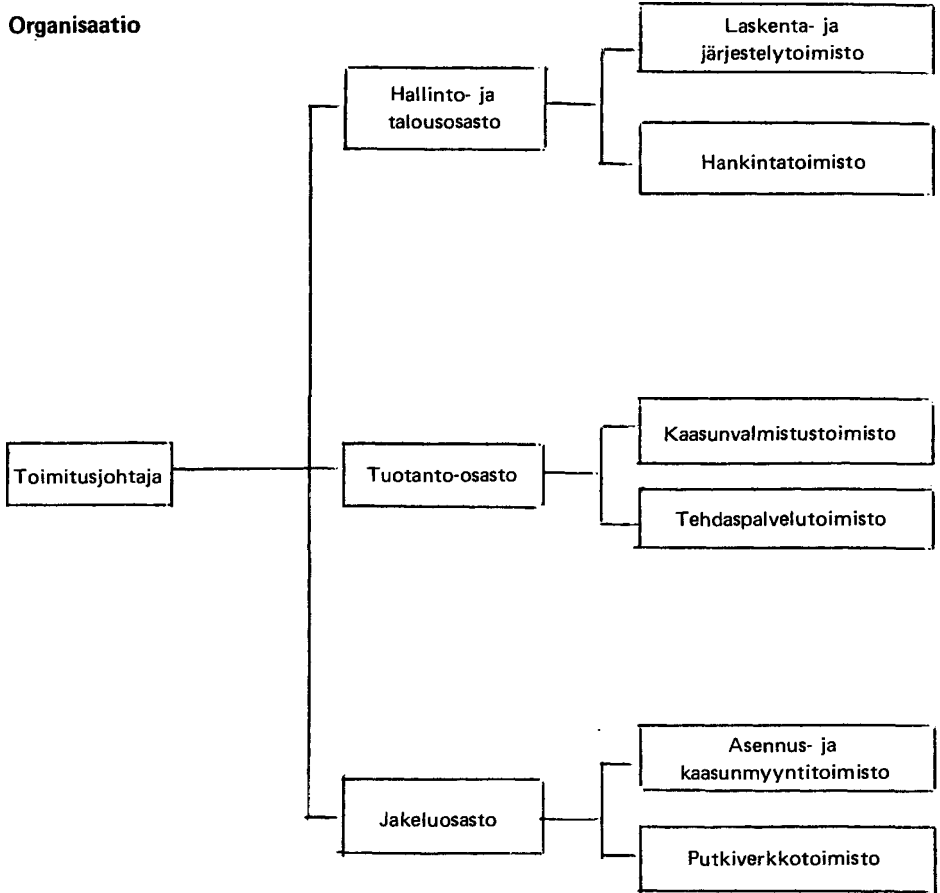 Organisaatio
Laskenta- ja
järjestelytoimisto
Hallinto- ja
talousosasto
Hankintatoimisto
Kaasunvalmistustoimisto
Toimitusjohtaja
Tuotanto-osasto
Tehdaspalvelutoimisto
Asennus- ja
kaasunmyyntitoimisto
Jakeluosasto
Putkiverkkotoimisto